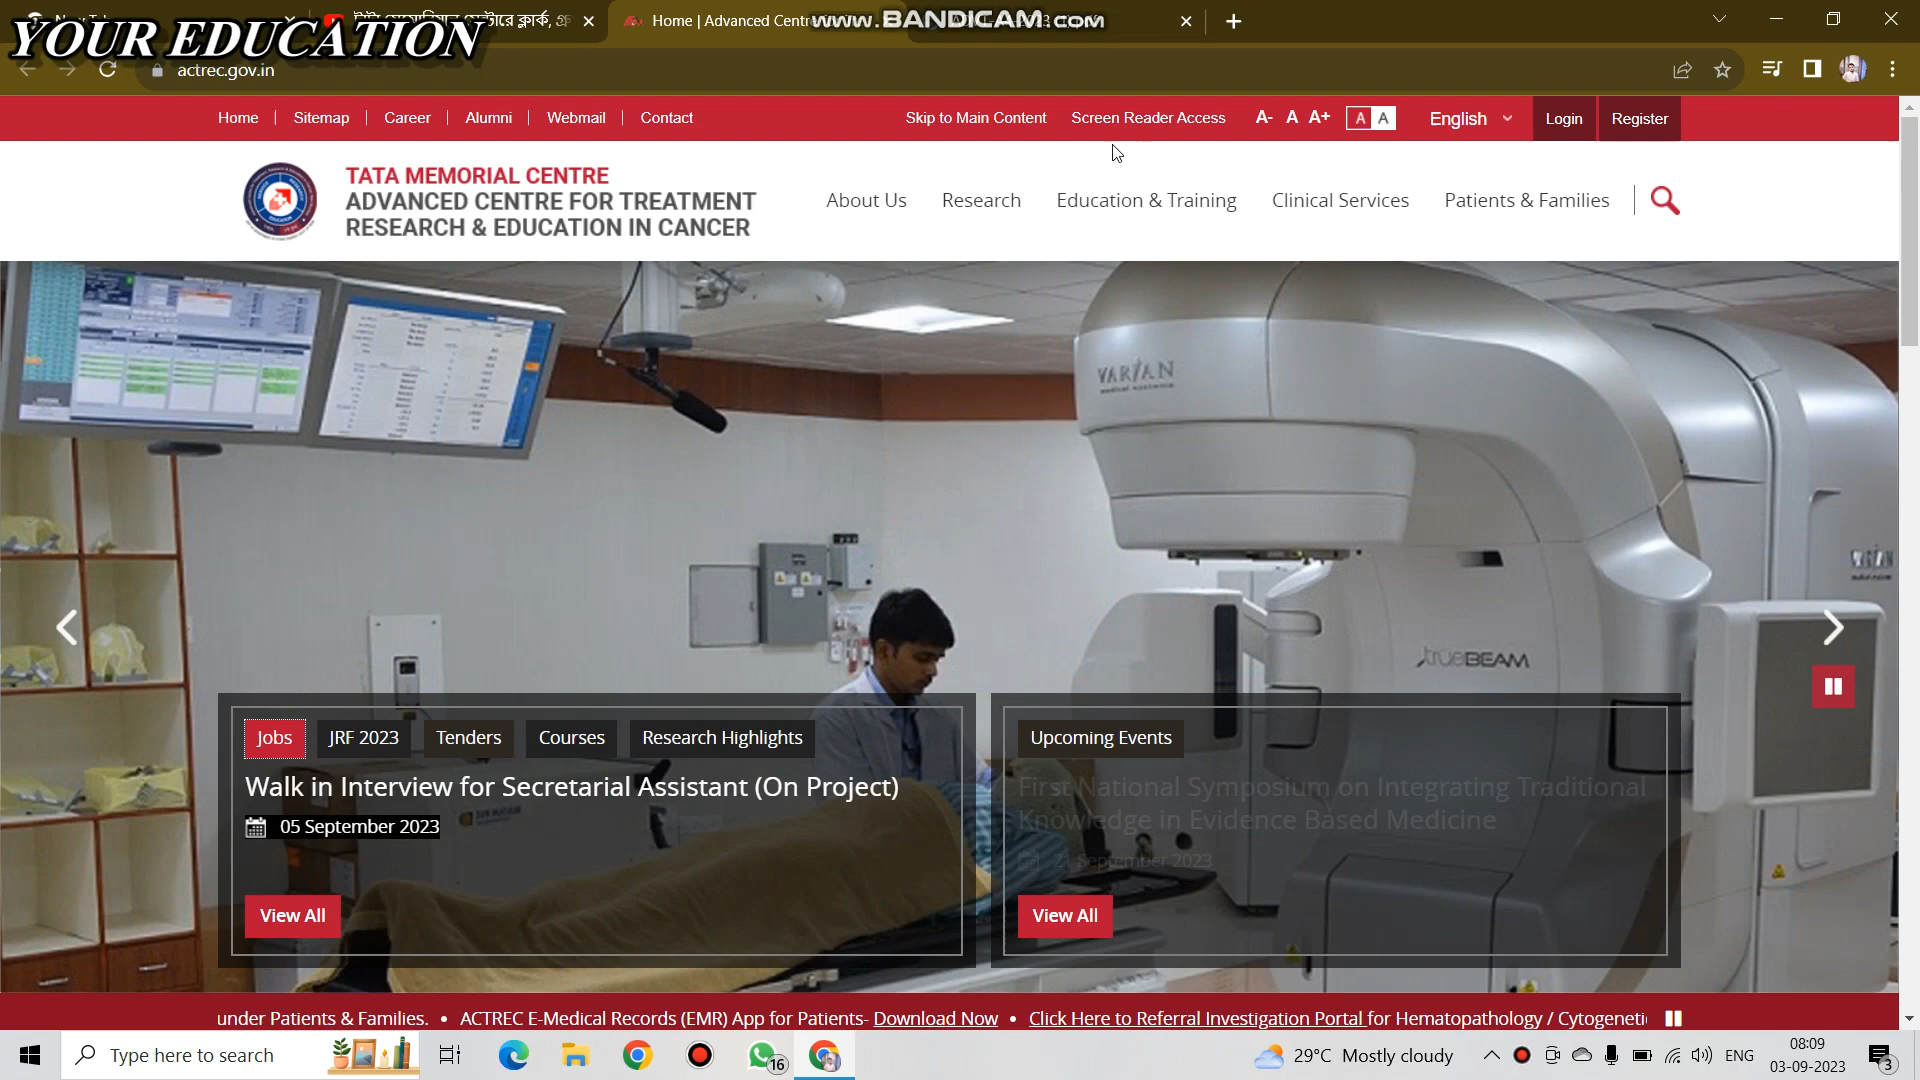 YOUR EDUCATION
Home | Advanced Centre
www.BANDICAM.com
actrec.gov.in
Home
Sitemap
Career
Alumni
Webmail
Contact
Skip to Main Content
Screen Reader Access
A- A A+
A A
English
Login
Register
TATA MEMORIAL CENTRE
ADVANCED CENTRE FOR TREATMENT
RESEARCH & EDUCATION IN CANCER
About Us
Research
Education & Training
Clinical Services
Patients & Families
VARIAN
medical systems
TRUEBEAM
Jobs
JRF 2023
Tenders
Courses
Research Highlights
Walk in Interview for Secretarial Assistant (On Project)
05 September 2023
View All
Upcoming Events
First National Symposium on Integrating Traditional
Knowledge in Evidence Based Medicine
21 September 2023
View All
under Patients & Families. • ACTREC E-Medical Records (EMR) App for Patients- Download Now • Click Here to Referral Investigation Portal for Hematopathology / Cytogeneti
Type here to search
16
29°C Mostly cloudy
ENG
08:09
03-09-2023
3